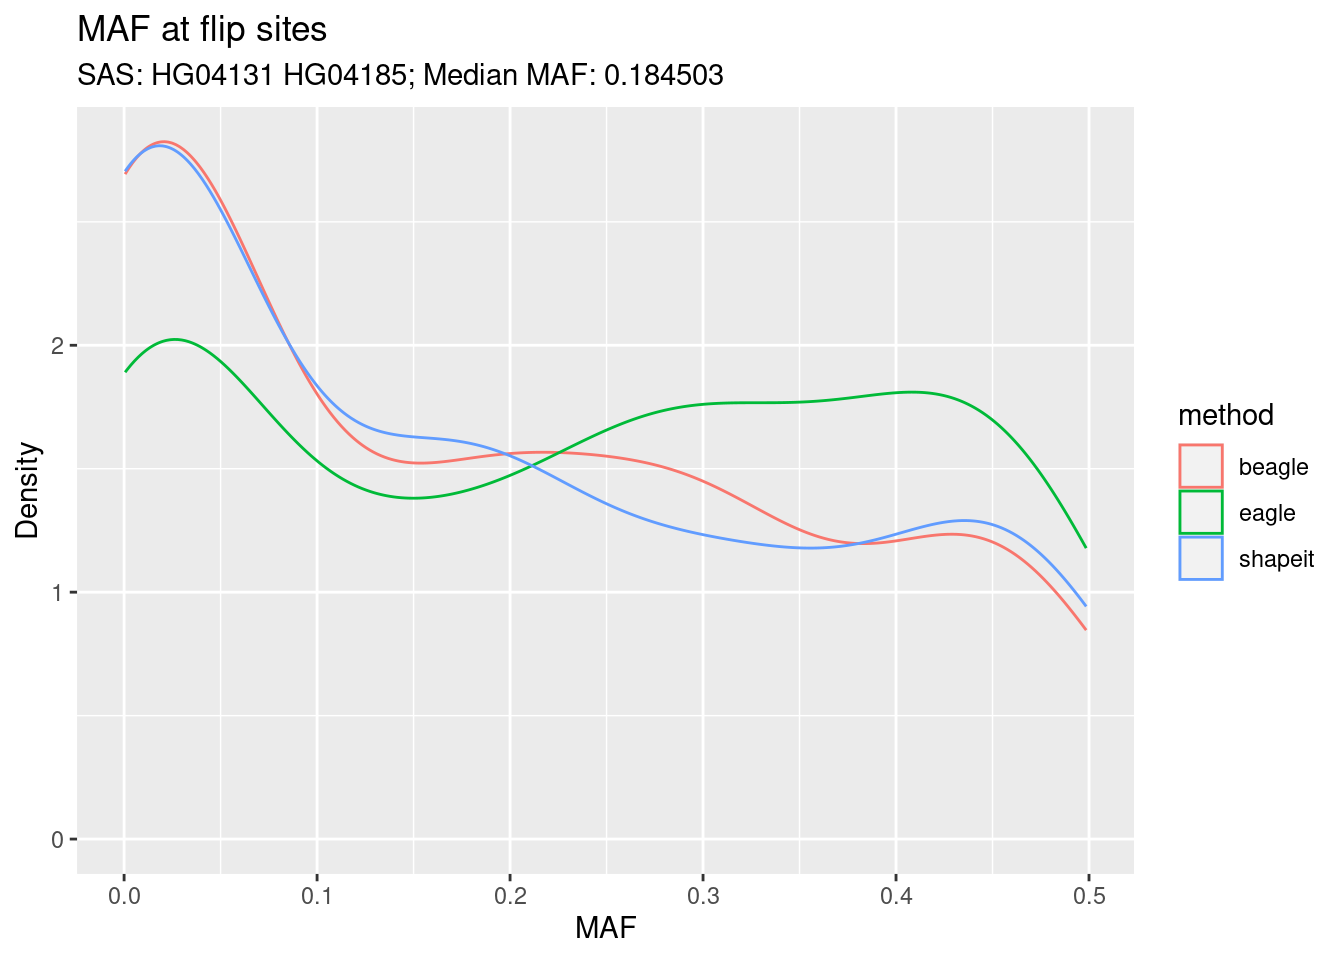 MAF at flip sites
SAS: HG04131 HG04185; Median MAF: 0.184503
Density
2
1
0
0.0 0.1 0.2 0.3 0.4 0.5
MAF
method
beagle
eagle
shapeit